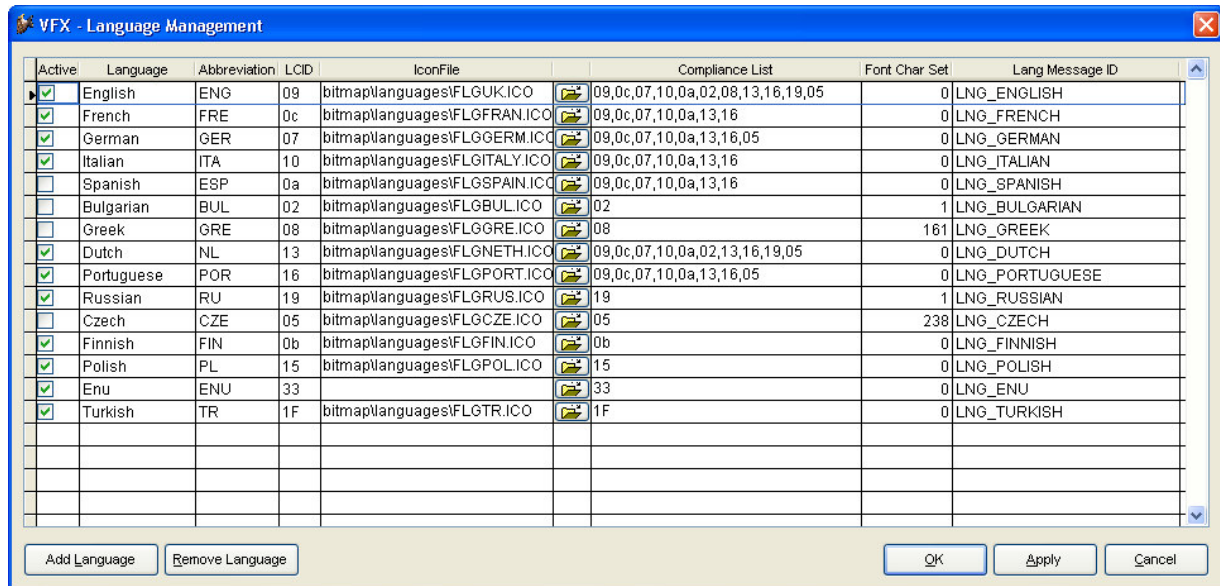 VFX - Language Management
Active Language Abbreviation LCID IconFile Compliance List Font Char Set Lang Message ID
English ENG 09 bitmap\languages\FLGUK.ICO 09,0c,07,10,0a,02,08,13,16,19,05 0 LNG_ENGLISH
French FRE 0c bitmap\languages\FLGFRAN.ICO 09,0c,07,10,0a,13,16 0 LNG_FRENCH
German GER 07 bitmap\languages\FLGGERM.ICO 09,0c,07,10,0a,13,16,05 0 LNG_GERMAN
Italian ITA 10 bitmap\languages\FLGITALY.ICO 09,0c,07,10,0a,13,16 0 LNG_ITALIAN
Spanish ESP 0a bitmap\languages\FLGSPAIN.ICO 09,0c,07,10,0a,13,16 0 LNG_SPANISH
Bulgarian BUL 02 bitmap\languages\FLGBUL.ICO 02 1 LNG_BULGARIAN
Greek GRE 08 bitmap\languages\FLGGRE.ICO 08 161 LNG_GREEK
Dutch NL 13 bitmap\languages\FLGNETH.ICO 09,0c,07,10,0a,02,13,16,19,05 0 LNG_DUTCH
Portuguese POR 16 bitmap\languages\FLGPORT.ICO 09,0c,07,10,0a,13,16,05 0 LNG_PORTUGUESE
Russian RU 19 bitmap\languages\FLGRUS.ICO 19 1 LNG_RUSSIAN
Czech CZE 05 bitmap\languages\FLGCZE.ICO 05 238 LNG_CZECH
Finnish FIN 0b bitmap\languages\FLGFIN.ICO 0b 0 LNG_FINNISH
Polish PL 15 bitmap\languages\FLGPOL.ICO 15 0 LNG_POLISH
Enu ENU 33 33 0 LNG_ENU
Turkish TR 1F bitmap\languages\FLGTR.ICO 1F 0 LNG_TURKISH
Add Language Remove Language OK Apply Cancel